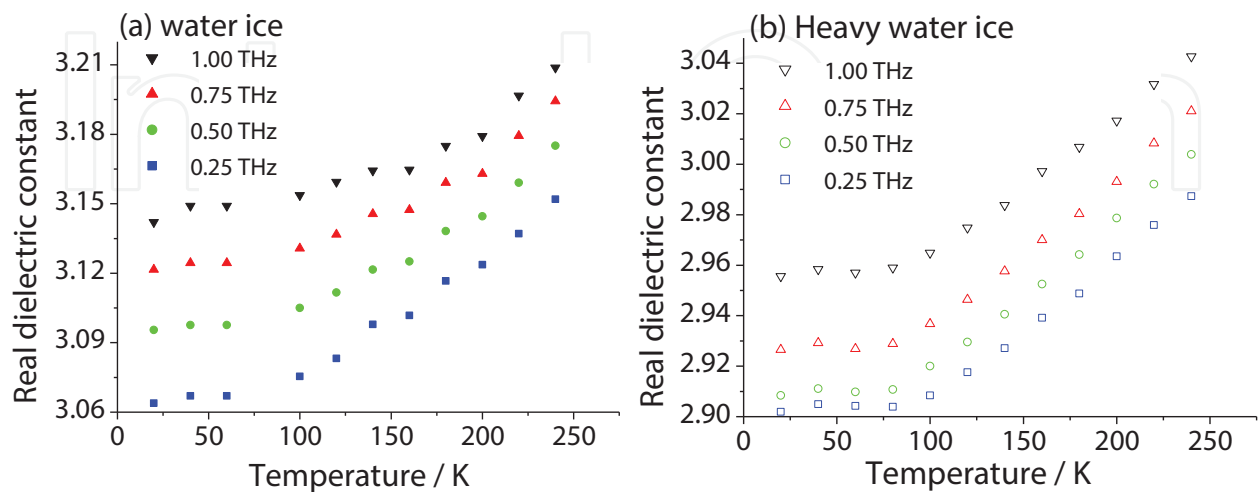 (a) water ice
1.00 THz
0.75 THz
0.50 THz
0.25 THz
3.21
3.18
3.15
3.12
3.09
3.06
0
50
100
150
200
250
Real dielectric constant
Temperature / K
(b) Heavy water ice
1.00 THz
0.75 THz
0.50 THz
0.25 THz
3.04
3.02
3.00
2.98
2.96
2.94
2.92
2.90
0
50
100
150
200
250
Real dielectric constant
Temperature / K